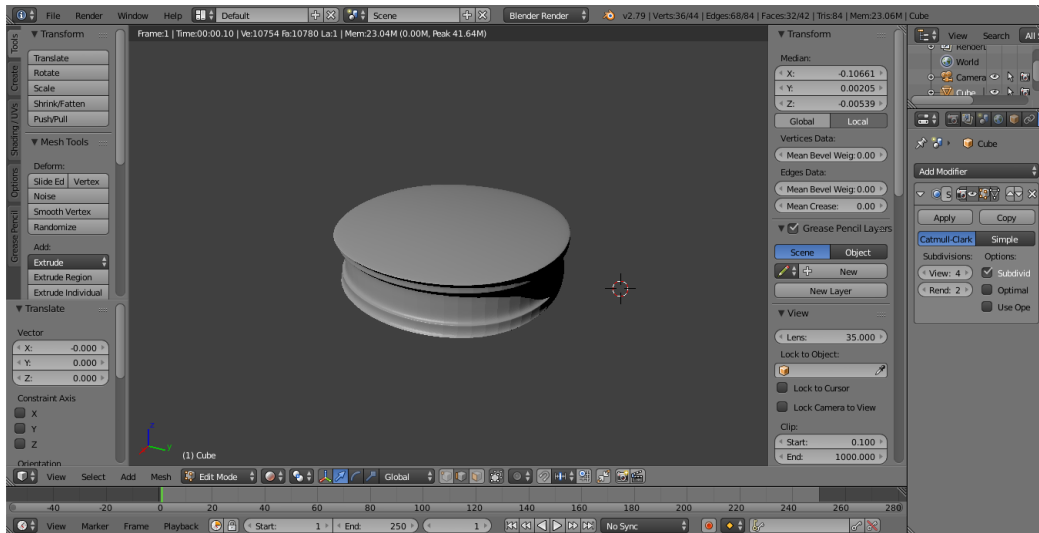 File Render Window Help Default Scene Blender Render v2.79 | Verts:36/44 | Edges:68/84 | Faces:32/42 | Tris:84 | Mem:23.06M | Cube
Tools
Create
Shading / UVs
Options
Grease Pencil
Transform
Translate
Rotate
Scale
Shrink/Fatten
Push/Pull
Mesh Tools
Deform:
Slide Ed Vertex
Noise
Smooth Vertex
Randomize
Add:
Extrude
Extrude Region
Extrude Individual
Translate
Vector
X: -0.000
Y: 0.000
Z: 0.000
Constraint Axis
X
Y
Z
Orientation
Frame:1 | Time:00:00.10 | Ve:10754 Fa:10780 La:1 | Mem:23.04M (0.00M, Peak 41.64M)
z
y
(1) Cube
Transform
Median:
X: -0.10661
Y: 0.00205
Z: -0.00539
Global Local
Vertices Data:
Mean Bevel Weig: 0.00
Edges Data:
Mean Bevel Weig: 0.00
Mean Crease: 0.00
Grease Pencil Layers
Scene Object
New
New Layer
View
Lens: 35.000
Lock to Object:
Lock to Cursor
Lock Camera to View
Clip:
Start: 0.100
End: 1000.000
View Search All
World
Camera
Cube
Cube
Add Modifier
S
Apply Copy
Catmull-Clark Simple
Subdivisions: Options:
View: 4 Subdivid
Rend: 2 Optimal
Use Ope
View Select Add Mesh Edit Mode Global
-40 -20 0 20 40 60 80 100 120 140 160 180 200 220 240 260 280
View Marker Frame Playback Start: 1 End: 250 1 No Sync